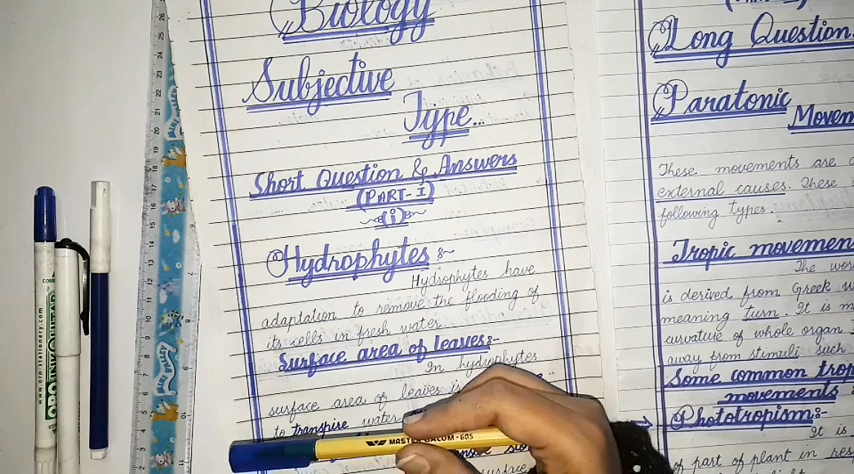 Biology
Subjective
Type...
Short Question & Answers
(PART-I)
~(i)~
Hydrophytes :~
Hydrophytes have
adaptation to remove the flooding of
its cells in fresh water.
Surface area of leaves:-
In hydrophytes
surface area of leaves is
to transpire water
surface
Long Question
Paratonic
Movem
These movements are
external causes. These
following types.
Tropic movemen
The wor
is derived from Greek w
meaning turn. It is m
curvature of whole organ
away from stimuli such
Some common trop
movements:
Phototropism:-
It is
of part of plant in res